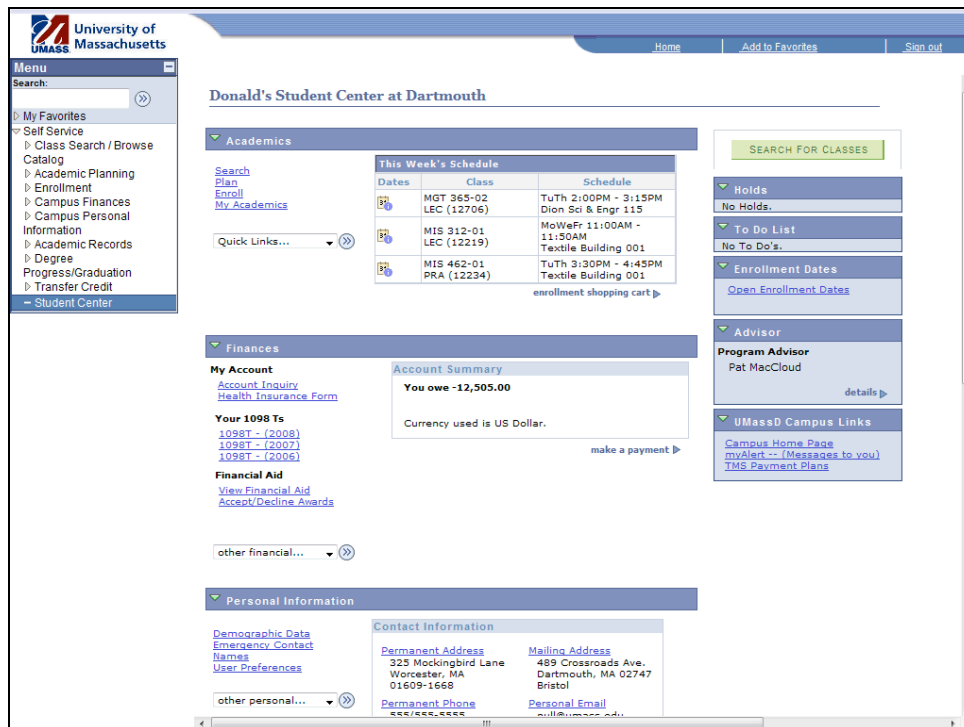 University of
Massachusetts
UMASS
Home
Add to Favorites
Sign out
Menu
Search:
My Favorites
Self Service
Class Search / Browse
Catalog
Academic Planning
Enrollment
Campus Finances
Campus Personal
Information
Academic Records
Degree
Progress/Graduation
Transfer Credit
Student Center
Donald's Student Center at Dartmouth
Academics
Search
Plan
Enroll
My Academics
Quick Links...
This Week's Schedule
Dates Class Schedule
MGT 365-02 TuTh 2:00PM - 3:15PM
LEC (12706) Dion Sci & Engr 115
MIS 312-01 MoWeFr 11:00AM -
LEC (12219) 11:50AM
Textile Building 001
MIS 462-01 TuTh 3:30PM - 4:45PM
PRA (12234) Textile Building 001
enrollment shopping cart
Finances
My Account
Account Inquiry
Health Insurance Form
Your 1098 Ts
1098T - (2008)
1098T - (2007)
1098T - (2006)
Financial Aid
View Financial Aid
Accept/Decline Awards
other financial...
Account Summary
You owe -12,505.00
Currency used is US Dollar.
make a payment
Personal Information
Demographic Data
Emergency Contact
Names
User Preferences
other personal...
Contact Information
Permanent Address
325 Mockingbird Lane
Worcester, MA
01609-1668
Mailing Address
489 Crossroads Ave.
Dartmouth, MA 02747
Bristol
Permanent Phone
555/555-5555
Personal Email
null@umass.edu
SEARCH FOR CLASSES
Holds
No Holds.
To Do List
No To Do's.
Enrollment Dates
Open Enrollment Dates
Advisor
Program Advisor
Pat MacCloud
details
UMassD Campus Links
Campus Home Page
myAlert -- (Messages to you)
TMS Payment Plans